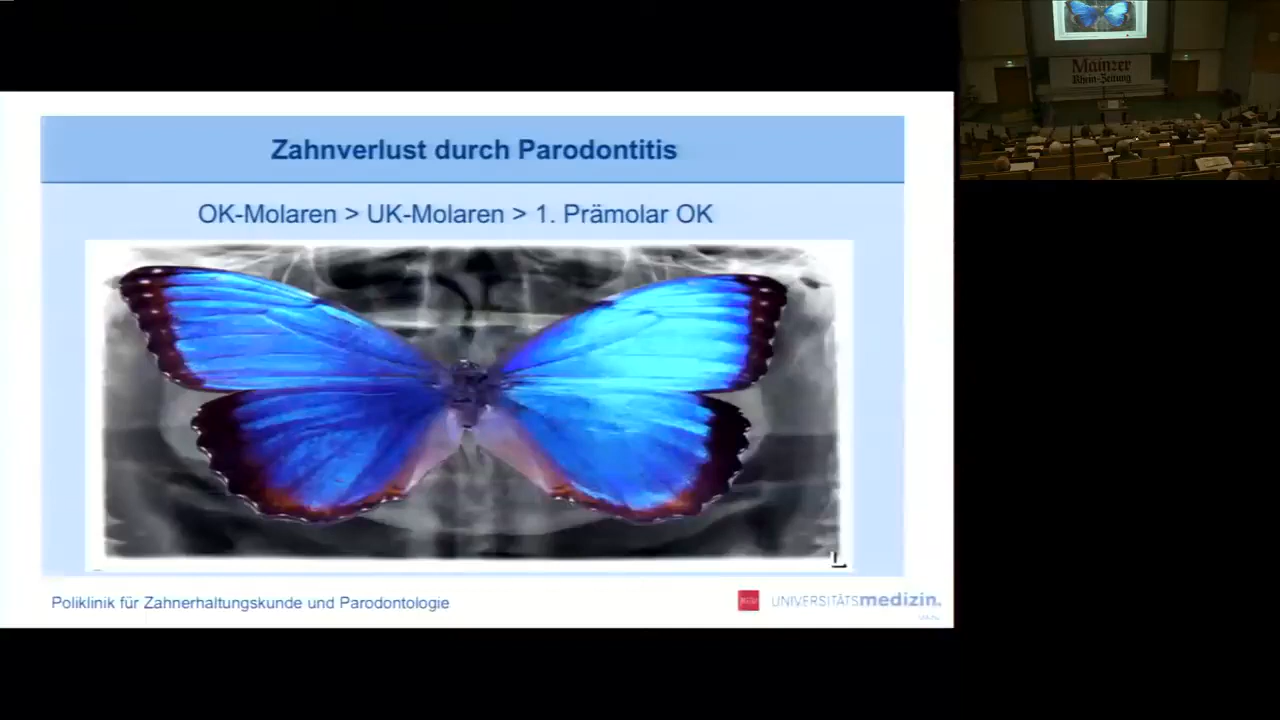 Zahnverlust durch Parodontitis
OK-Molaren > UK-Molaren > 1. Prämolar OK
L
Poliklinik für Zahnerhaltungskunde und Parodontologie
UNIVERSITÄTSmedizin.
Mainzer
Rhein-Zeitung